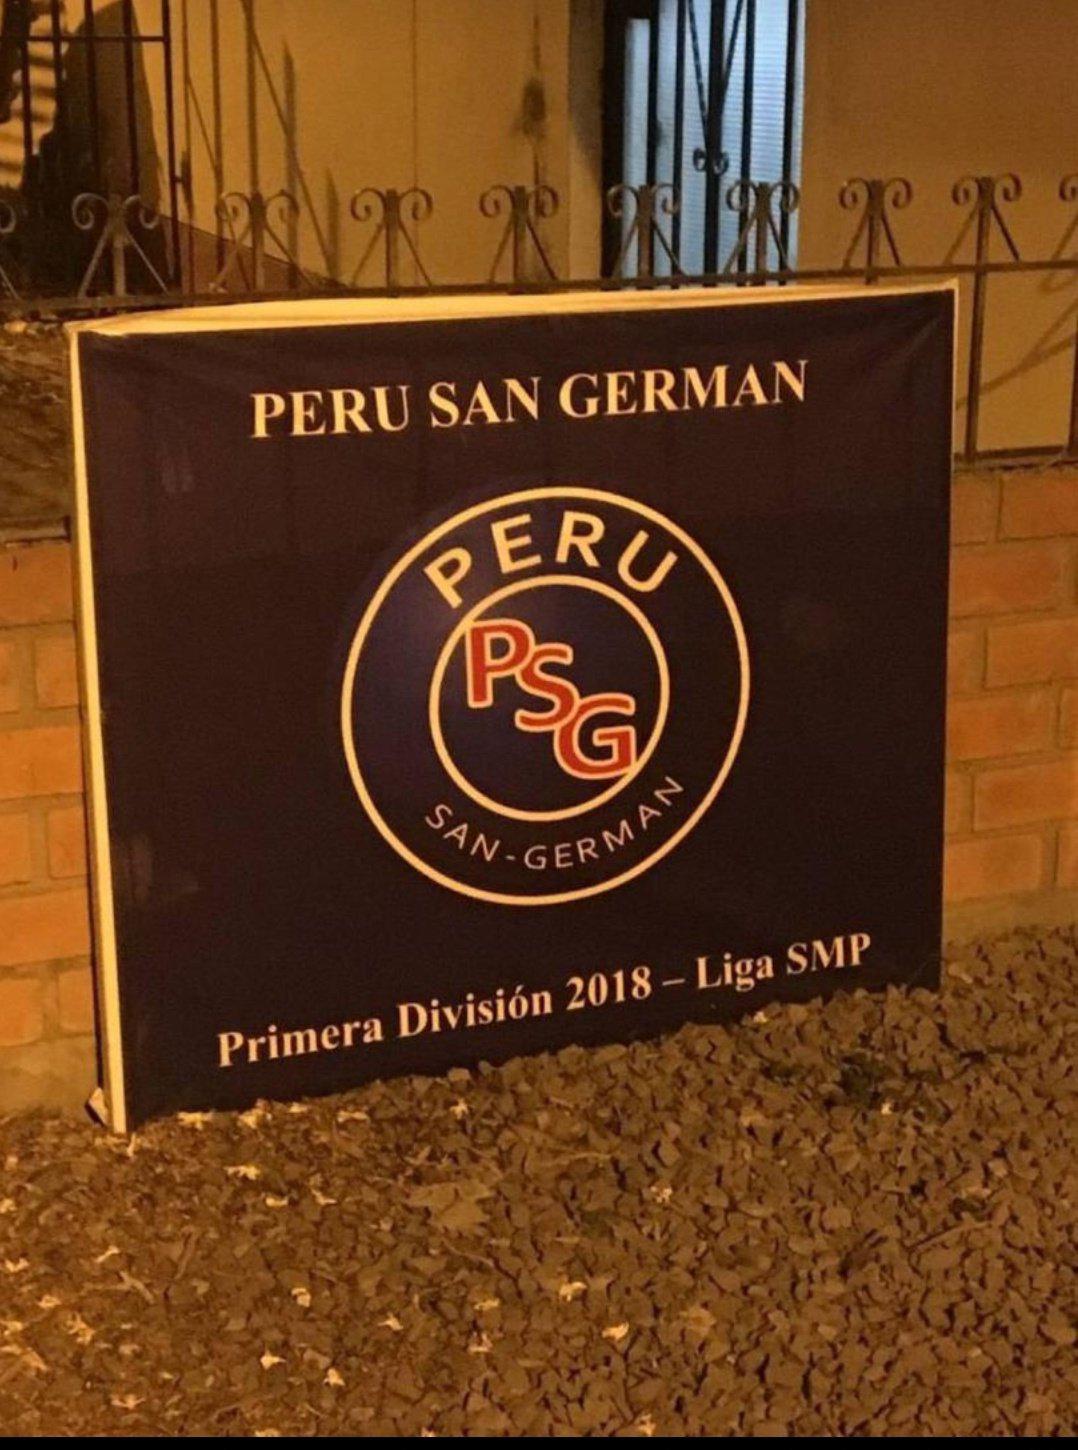 PERU SAN GERMAN
PERU
PSG
SAN-GERMAN
Primera División 2018 – Liga SMP